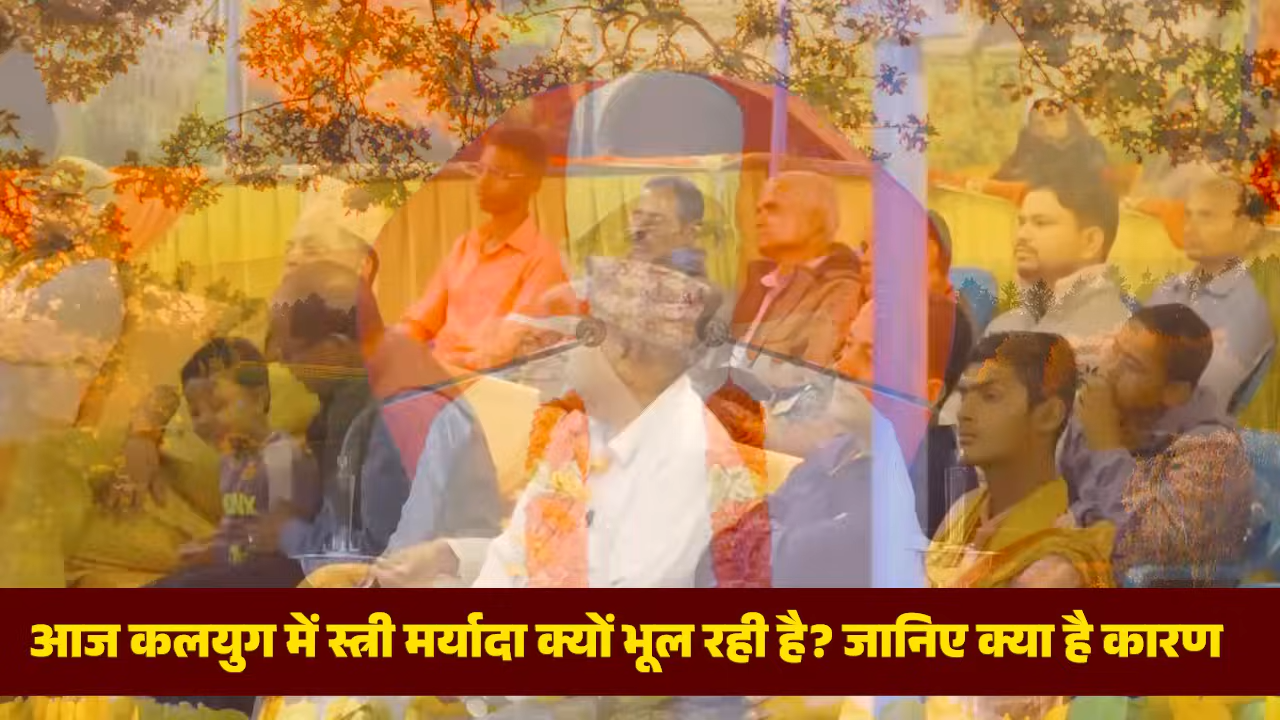 आज कलयुग में स्त्री मर्यादा क्यों भूल रही है? जानिए क्या है कारण